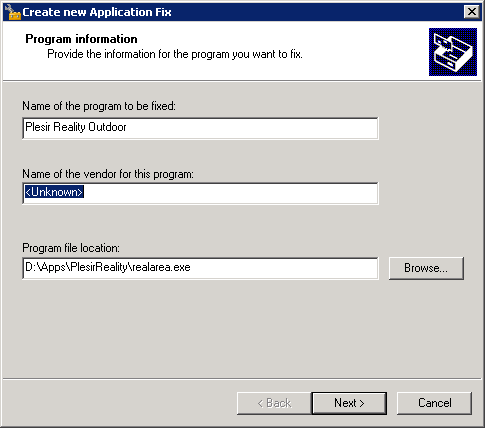 Create new Application Fix
Program information
Provide the information for the program you want to fix.
Name of the program to be fixed:
Plesir Reality Outdoor
Name of the vendor for this program:
<Unknown>
Program file location:
D:\Apps\PlesirReality\realarea.exe
Browse...
< Back
Next >
Cancel